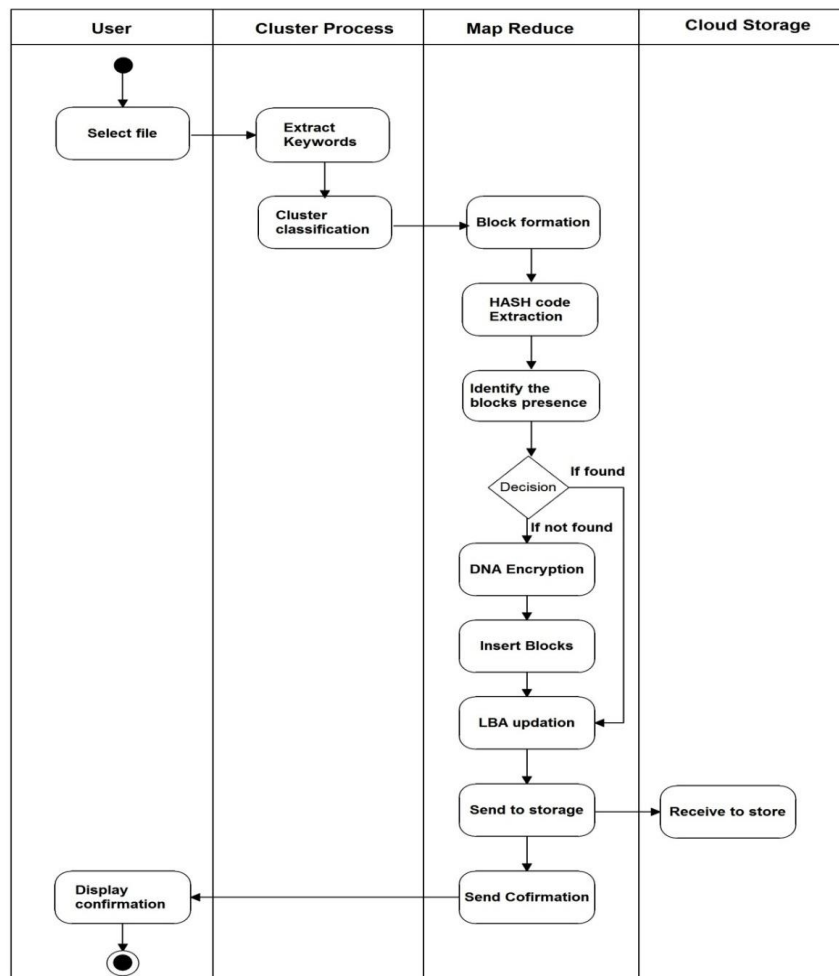 User
Cluster Process
Map Reduce
Cloud Storage
Select file
Extract
Keywords
Cluster
classification
Block formation
HASH code
Extraction
Identify the
blocks presence
Decision
If found
If not found
DNA Encryption
Insert Blocks
LBA updation
Send to storage
Receive to store
Send Cofirmation
Display
confirmation